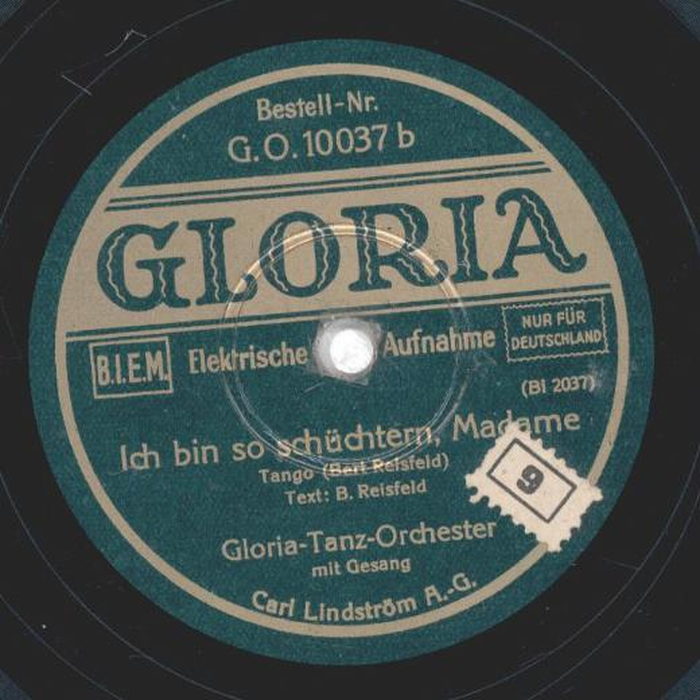 Bestell-Nr.
G.O. 10037 b
GLORIA
B.I.E.M. Elektrische Aufnahme NUR FÜR DEUTSCHLAND
(Bi 2037)
Ich bin so schüchtern, Madame
Tango (Bert Reisfeld)
Text: B. Reisfeld
9
Gloria-Tanz-Orchester
mit Gesang
Carl Lindström A.-G.